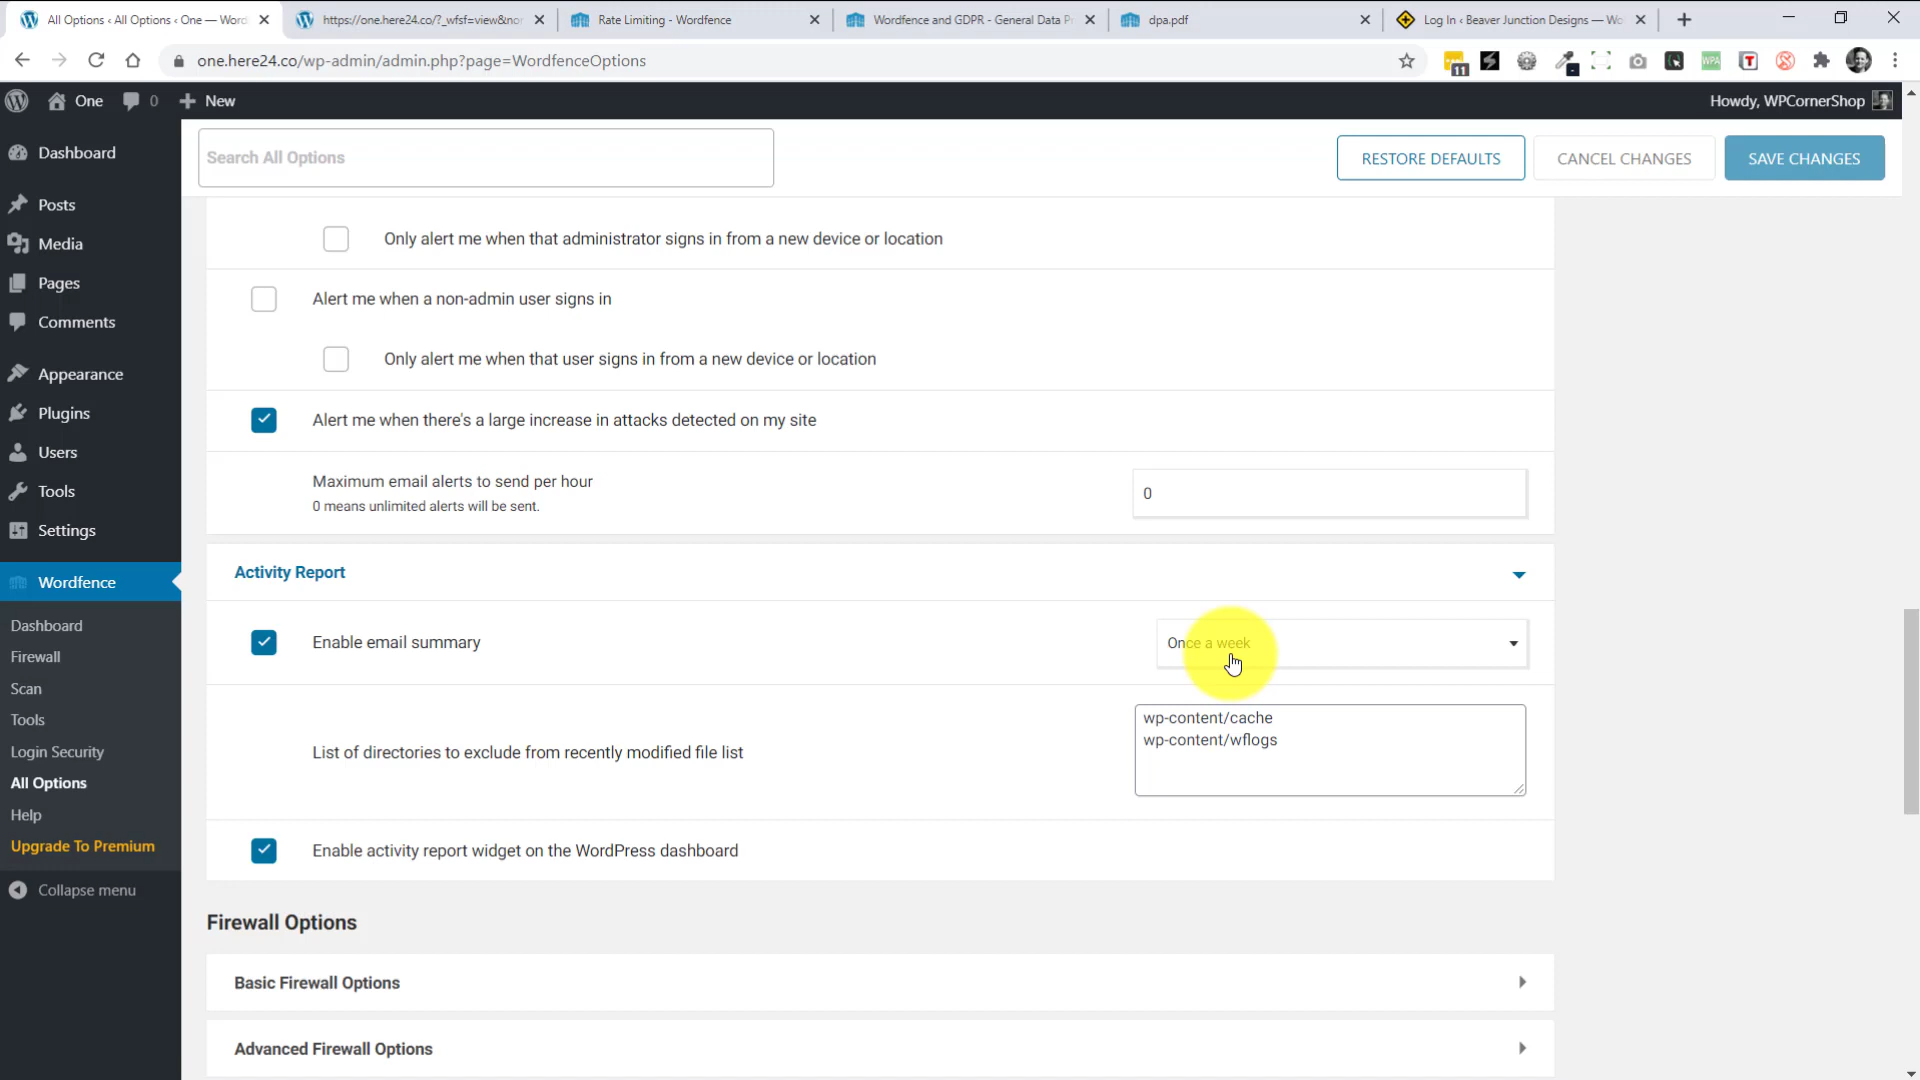 All Options ‹ All Options ‹ One — Word
https://one.here24.co/?_wfsf=view&nor
Rate Limiting - Wordfence
Wordfence and GDPR - General Data P
dpa.pdf
Log In ‹ Beaver Junction Designs — Wo
one.here24.co/wp-admin/admin.php?page=WordfenceOptions
11
WPA
T
One
0
New
Howdy, WPCornerShop
Search All Options
RESTORE DEFAULTS
CANCEL CHANGES
SAVE CHANGES
Dashboard
Posts
Media
Pages
Comments
Appearance
Plugins
Users
Tools
Settings
Wordfence
Dashboard
Firewall
Scan
Tools
Login Security
All Options
Help
Upgrade To Premium
Collapse menu
Only alert me when that administrator signs in from a new device or location
Alert me when a non-admin user signs in
Only alert me when that user signs in from a new device or location
Alert me when there's a large increase in attacks detected on my site
Maximum email alerts to send per hour
0 means unlimited alerts will be sent.
0
Activity Report
Enable email summary
Once a week
List of directories to exclude from recently modified file list
wp-content/cache
wp-content/wflogs
Enable activity report widget on the WordPress dashboard
Firewall Options
Basic Firewall Options
Advanced Firewall Options